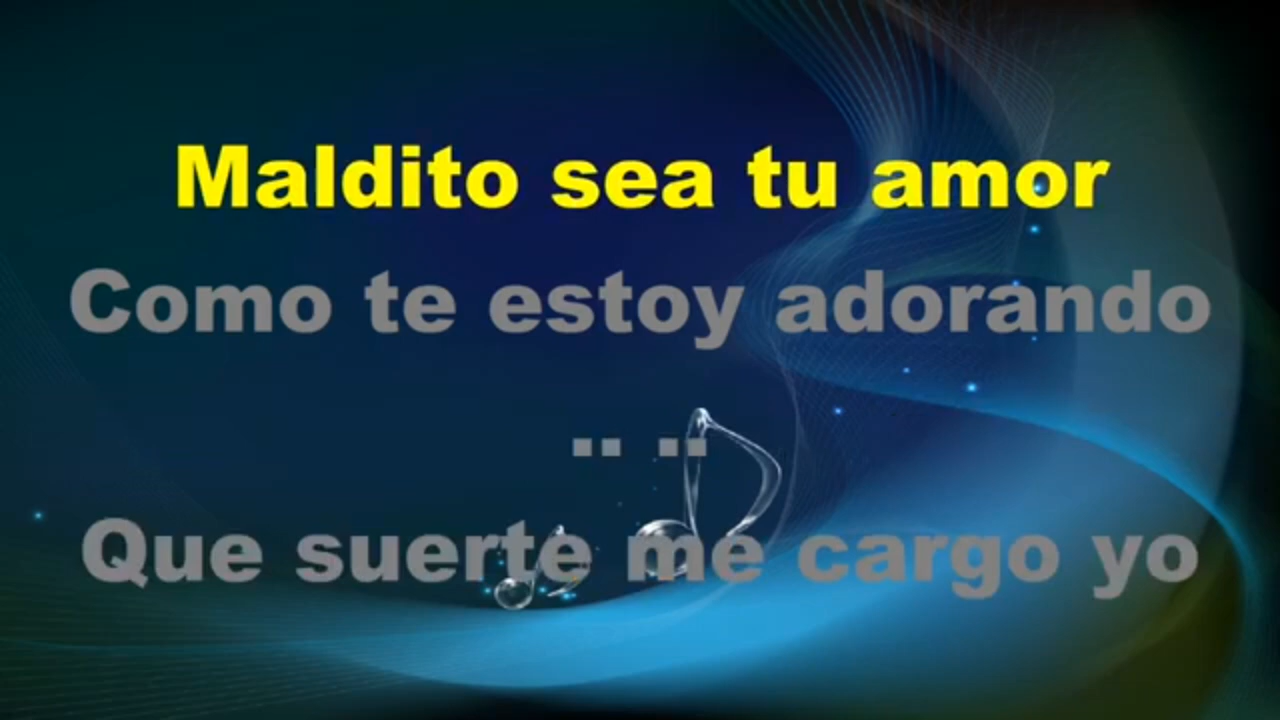 Maldito sea tu amor
Como te estoy adorando
.. ..
Que suerte me cargo yo